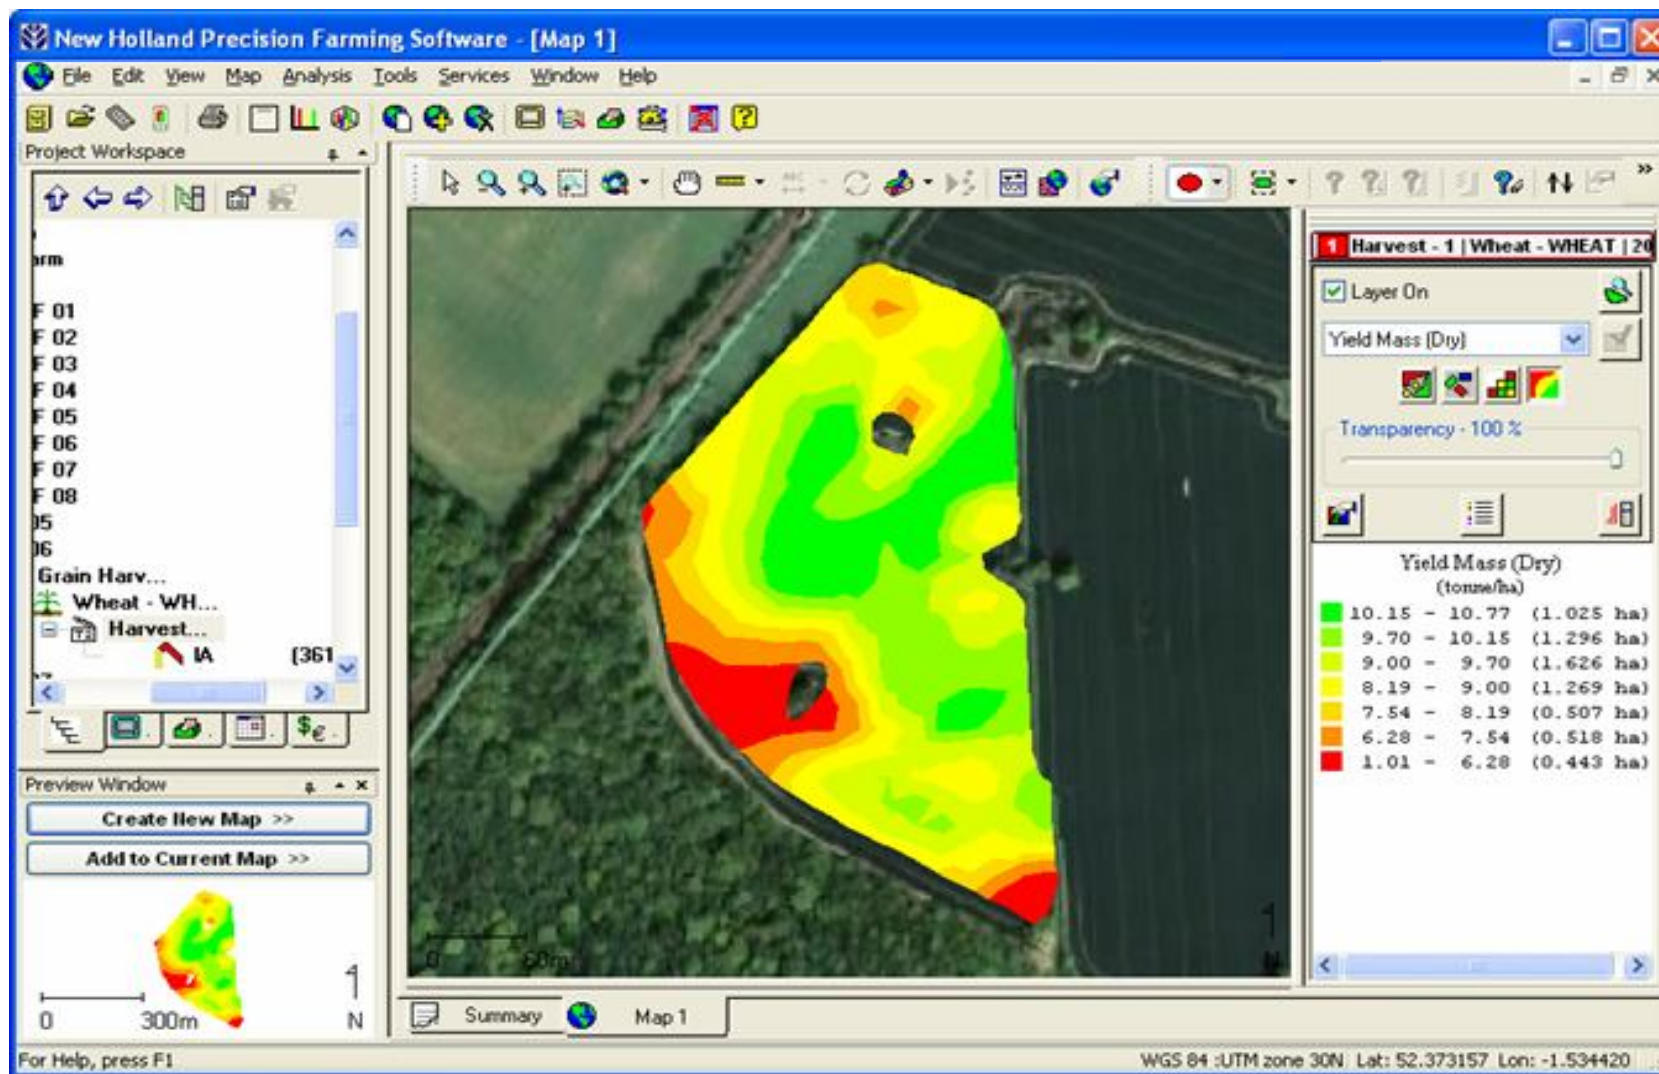 New Holland Precision Farming Software - [Map 1]
File Edit View Map Analysis Tools Services Window Help
Project Workspace
arm
F 01
F 02
F 03
F 04
F 05
F 06
F 07
F 08
05
06
Grain Harv...
Wheat - WH...
Harvest...
IA [361
Preview Window
Create New Map >>
Add to Current Map >>
0 300m N
0 60m N
1 Harvest - 1 | Wheat - WHEAT | 20
Layer On
Yield Mass (Dry)
Transparency - 100 %
Yield Mass (Dry)
(tonne/ha)
10.15 - 10.77 (1.025 ha)
9.70 - 10.15 (1.296 ha)
9.00 - 9.70 (1.626 ha)
8.19 - 9.00 (1.269 ha)
7.54 - 8.19 (0.507 ha)
6.28 - 7.54 (0.518 ha)
1.01 - 6.28 (0.443 ha)
Summary Map 1
For Help, press F1
WGS 84 :UTM zone 30N Lat: 52.373157 Lon: -1.534420